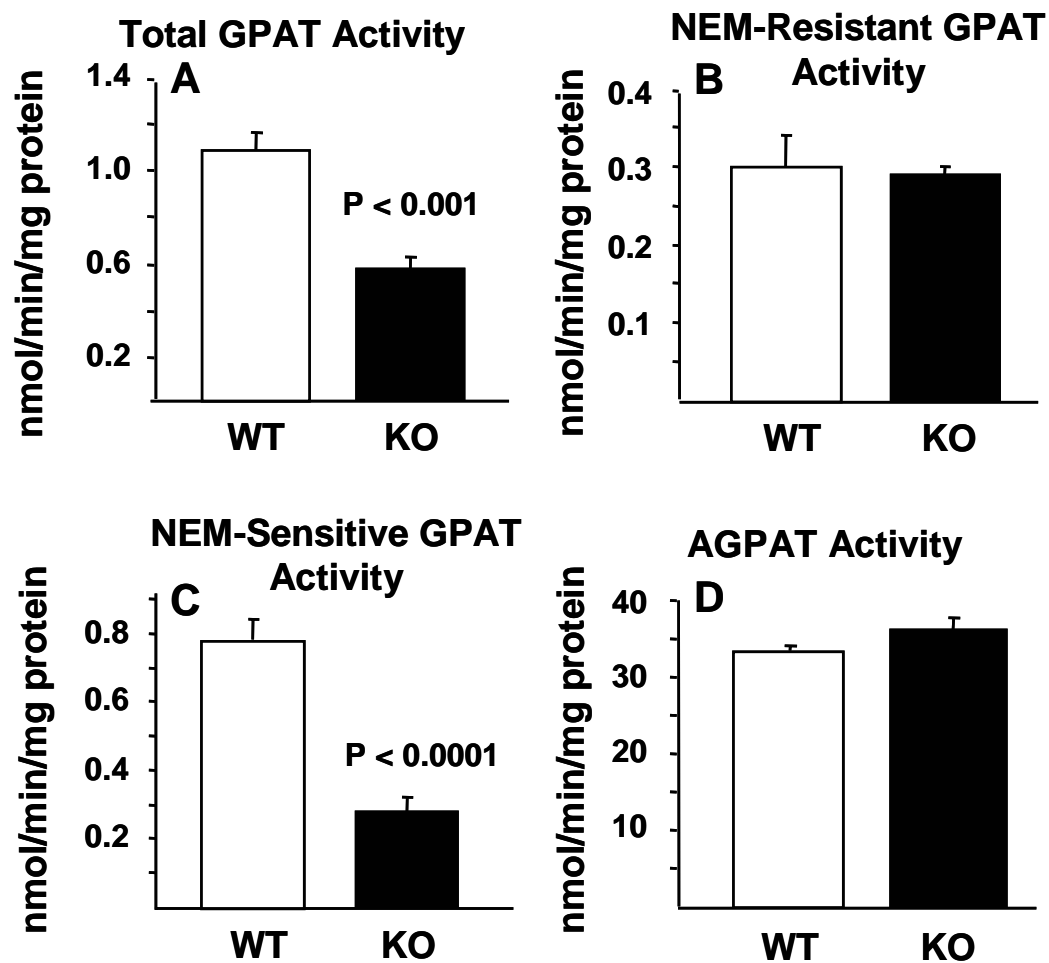 Total GPAT Activity
A
nmol/min/mg protein
1.4
1.0
0.6
0.2
P < 0.001
WT KO
NEM-Resistant GPAT
Activity
B
nmol/min/mg protein
0.4
0.3
0.2
0.1
WT KO
NEM-Sensitive GPAT
Activity
C
nmol/min/mg protein
0.8
0.6
0.4
0.2
P < 0.0001
WT KO
AGPAT Activity
D
nmol/min/mg protein
40
30
20
10
WT KO